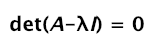 det(A-λI) = 0